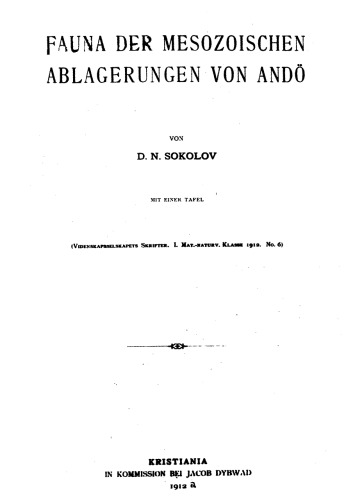 FAUNA DER MESOZOISCHEN
ABLAGERUNGEN VON ANDÖ
VON
D. N. SOKOLOV
MIT EINER TAFEL
(VIDENSKAPSSELSKAPETS SKRIFTER. I. MAT.-NATURV. KLASSE 1912. No. 6)
KRISTIANIA
IN KOMMISSION BEI JACOB DYBWAD
1912 a